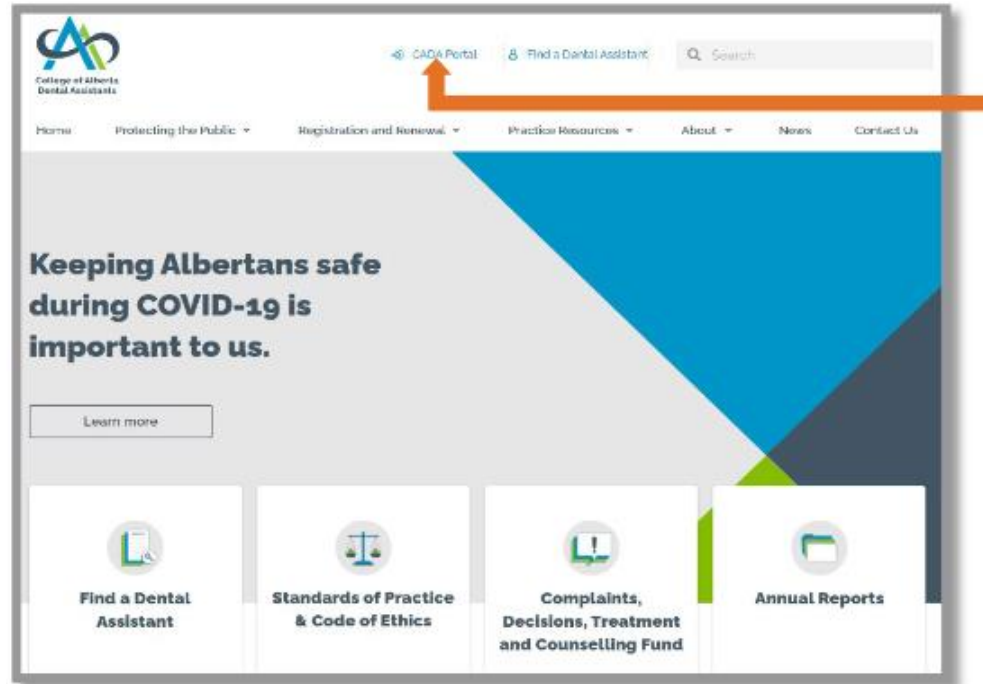 College of Alberta
Dental Assistants
CADA Portal
Find a Dental Assistant
Search
Home
Protecting the Public
Registration and Renewal
Practice Resources
About
News
Contact Us
Keeping Albertans safe
during COVID-19 is
important to us.
Learn more
Find a Dental
Assistant
Standards of Practice
& Code of Ethics
Complaints,
Decisions, Treatment
and Counselling Fund
Annual Reports